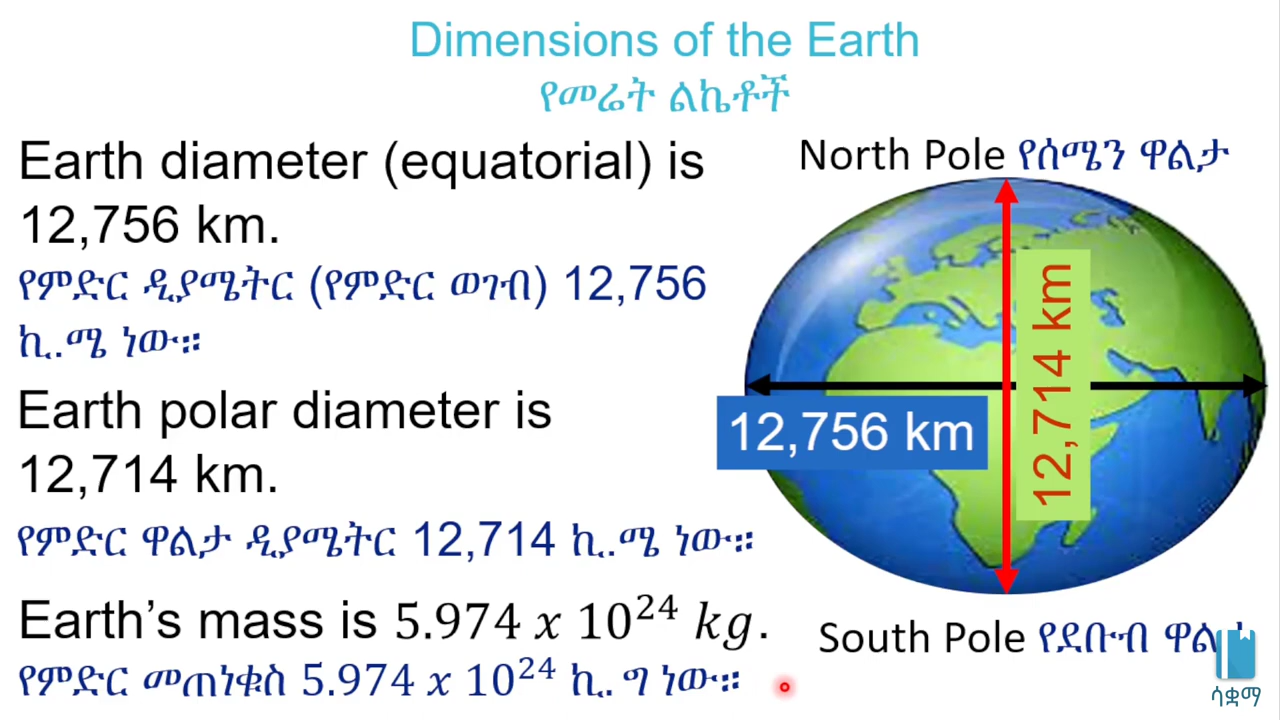 Dimensions of the Earth
የመሬት ልኬቶች
Earth diameter (equatorial) is
12,756 km.
የምድር ዲያሜትር (የምድር ወገብ) 12,756
ኪ.ሜ ነው።
Earth polar diameter is
12,714 km.
የምድር ዋልታ ዲያሜትር 12,714 ኪ.ሜ ነው።
Earth's mass is 5.974 x 10²⁴ kg.
የምድር መጠነቁስ 5.974 x 10²⁴ ኪ.ግ ነው።
North Pole የሰሜን ዋልታ
12,714 km
12,756 km
South Pole የደቡብ
ሳቋማ